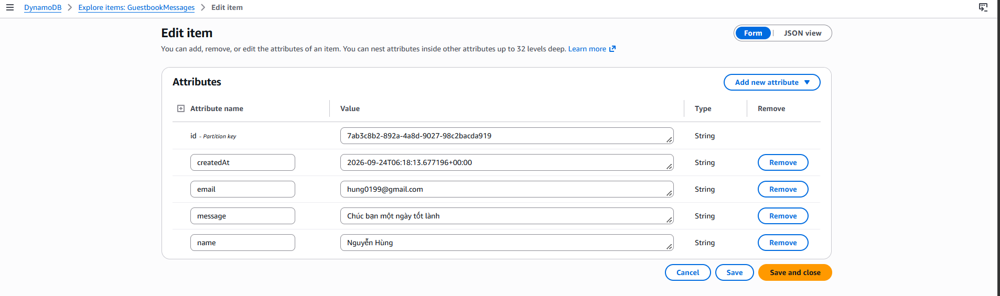 DynamoDB > Explore items: GuestbookMessages > Edit item
Edit item
Form | JSON view
You can add, remove, or edit the attributes of an item. You can nest attributes inside other attributes up to 32 levels deep. Learn more
Attributes
Add new attribute
Attribute name Value Type Remove
id - Partition key 7ab3c8b2-892a-4a8d-9027-98c2bacda919 String
createdAt 2026-09-24T06:18:13.677196+00:00 String Remove
email hung0199@gmail.com String Remove
message Chúc bạn một ngày tốt lành String Remove
name Nguyễn Hùng String Remove
Cancel Save Save and close